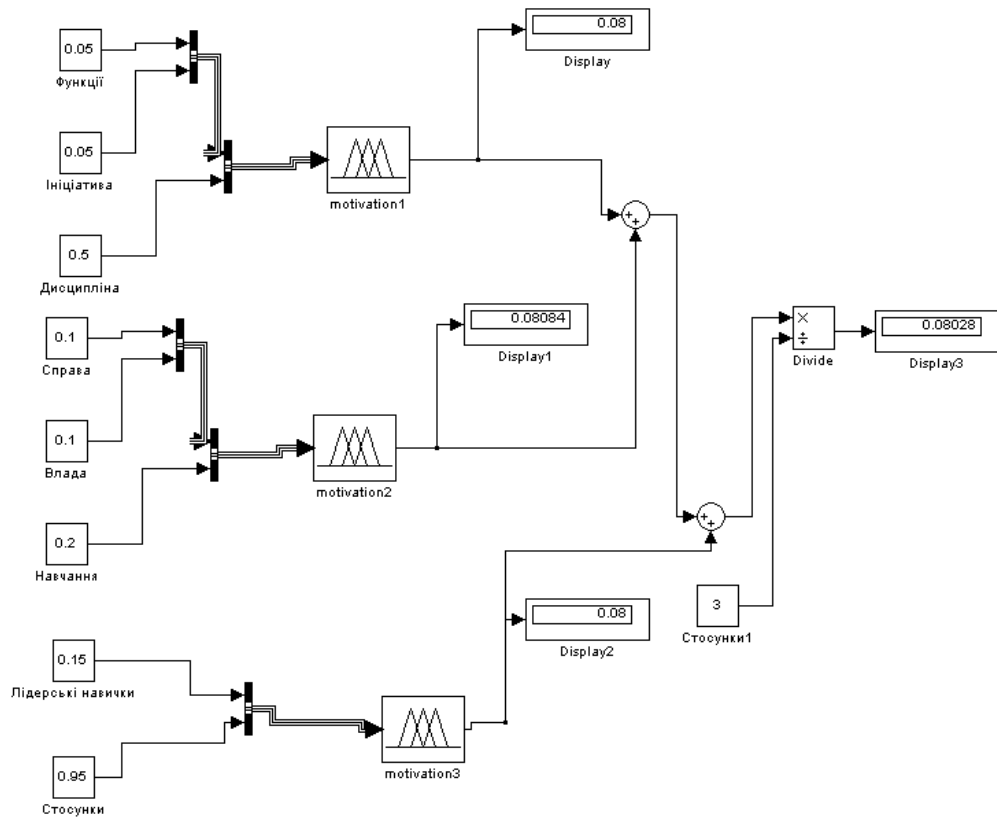 0.05
Функції
0.08
Display
0.05
Ініціатива
motivation1
0.5
Дисципліна
0.1
Справа
0.08084
Display1
×
÷
Divide
0.08028
Display3
0.1
Влада
motivation2
0.2
Навчання
3
Стосунки1
0.08
Display2
0.15
Лідерські навички
motivation3
0.95
Стосунки